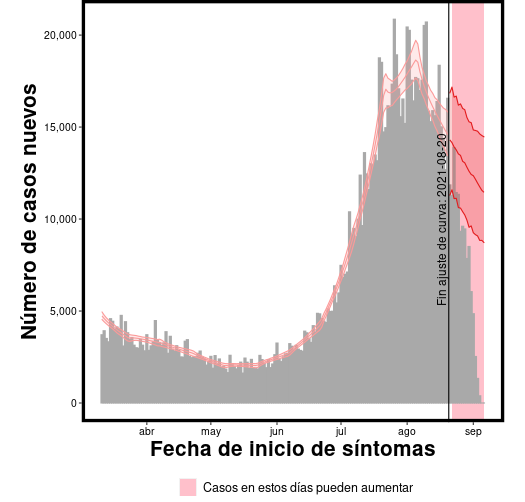 Número de casos nuevos
20,000
15,000
10,000
5,000
0
Fin ajuste de curva: 2021-08-20
abr may jun jul ago sep
Fecha de inicio de síntomas
Casos en estos días pueden aumentar